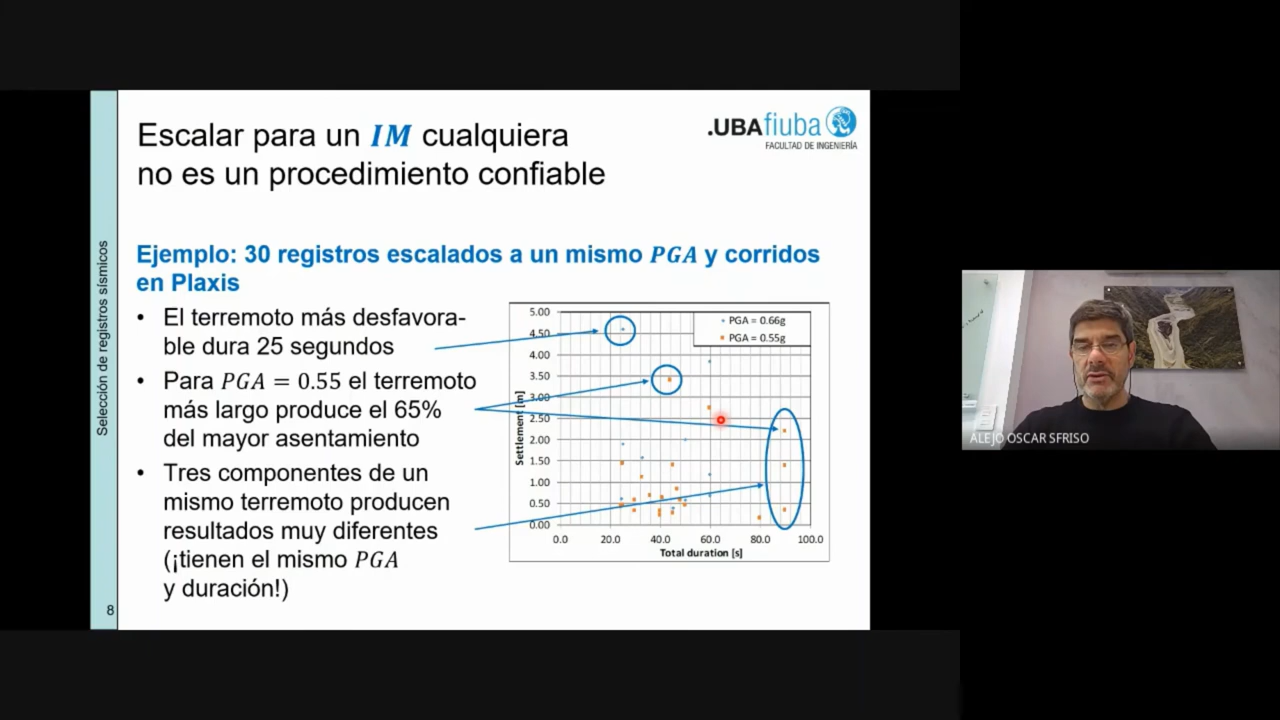 Escalar para un IM cualquiera
no es un procedimiento confiable
.UBAfiuba
FACULTAD DE INGENIERÍA
Selección de registros sísmicos
Ejemplo: 30 registros escalados a un mismo PGA y corridos
en Plaxis
• El terremoto más desfavora-
ble dura 25 segundos
• Para PGA = 0.55 el terremoto
más largo produce el 65%
del mayor asentamiento
• Tres componentes de un
mismo terremoto producen
resultados muy diferentes
(¡tienen el mismo PGA
y duración!)
8
PGA = 0.66g
PGA = 0.55g
5.00
4.50
4.00
3.50
3.00
2.50
2.00
1.50
1.00
0.50
0.00
Settlement [m]
0.0 20.0 40.0 60.0 80.0 100.0
Total duration [s]
ALEJO OSCAR SFRISO